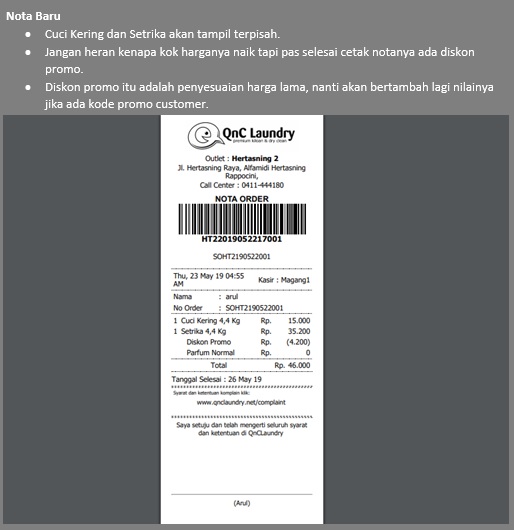 Nota Baru
• Cuci Kering dan Setrika akan tampil terpisah.
• Jangan heran kenapa kok harganya naik tapi pas selesai cetak notanya ada diskon
promo.
• Diskon promo itu adalah penyesuaian harga lama, nanti akan bertambah lagi nilainya
jika ada kode promo customer.
QnC Laundry
premium kiloan & dry clean
Outlet : Hertasning 2
Jl. Hertasning Raya, Alfamidi Hertasning
Rappocini,
Call Center : 0411-444180
NOTA ORDER
HT22019052217001
SOHT2190522001
Thu, 23 May 19 04:55
AM
Kasir : Magang1
Nama : arul
No Order : SOHT2190522001
1 Cuci Kering 4,4 Kg Rp. 15.000
1 Setrika 4,4 Kg Rp. 35.200
Diskon Promo Rp. (4.200)
Parfum Normal Rp. 0
Total Rp. 46.000
Tanggal Selesai : 26 May 19
Syarat dan ketentuan komplain klik:
www.qnclaundry.net/complaint
Saya setuju dan telah mengerti seluruh syarat
dan ketentuan di QnCLaundry
(Arul)